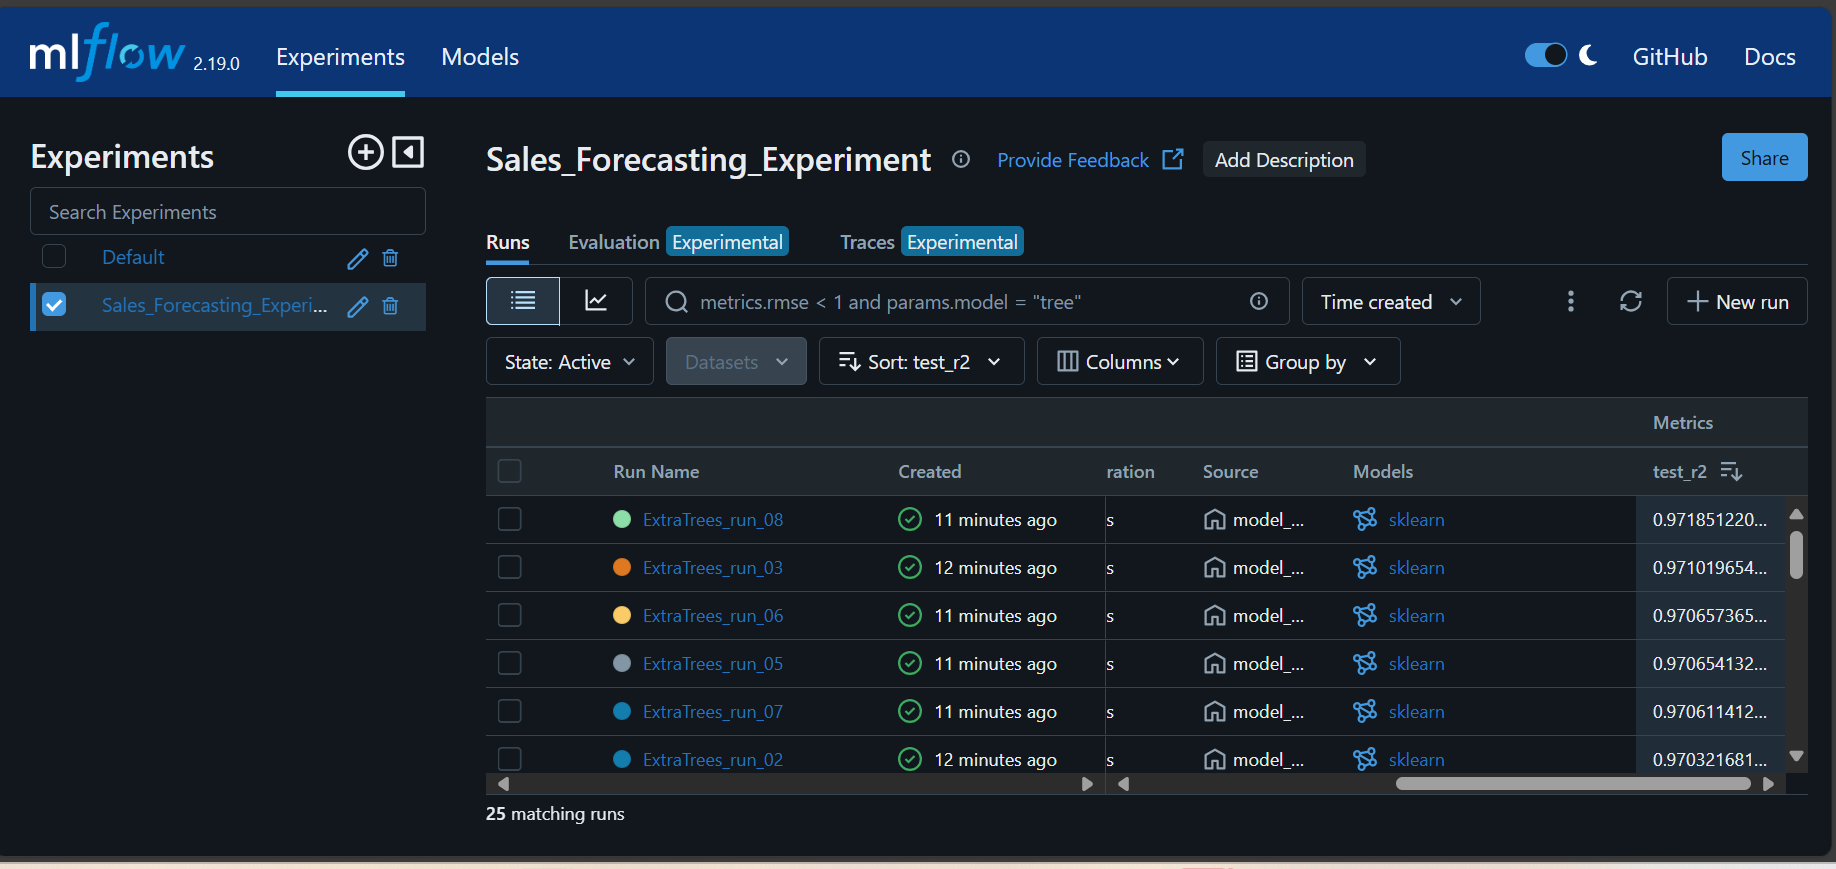 mlflow 2.19.0 Experiments Models GitHub Docs
Experiments
Search Experiments
Default
Sales_Forecasting_Experi...
Sales_Forecasting_Experiment Provide Feedback Add Description Share
Runs Evaluation Experimental Traces Experimental
metrics.rmse < 1 and params.model = "tree" Time created New run
State: Active Datasets Sort: test_r2 Columns Group by
Metrics
Run Name Created ration Source Models test_r2
ExtraTrees_run_08 11 minutes ago s model_... sklearn 0.971851220...
ExtraTrees_run_03 12 minutes ago s model_... sklearn 0.971019654...
ExtraTrees_run_06 11 minutes ago s model_... sklearn 0.970657365...
ExtraTrees_run_05 11 minutes ago s model_... sklearn 0.970654132...
ExtraTrees_run_07 11 minutes ago s model_... sklearn 0.970611412...
ExtraTrees_run_02 12 minutes ago s model_... sklearn 0.970321681...
25 matching runs